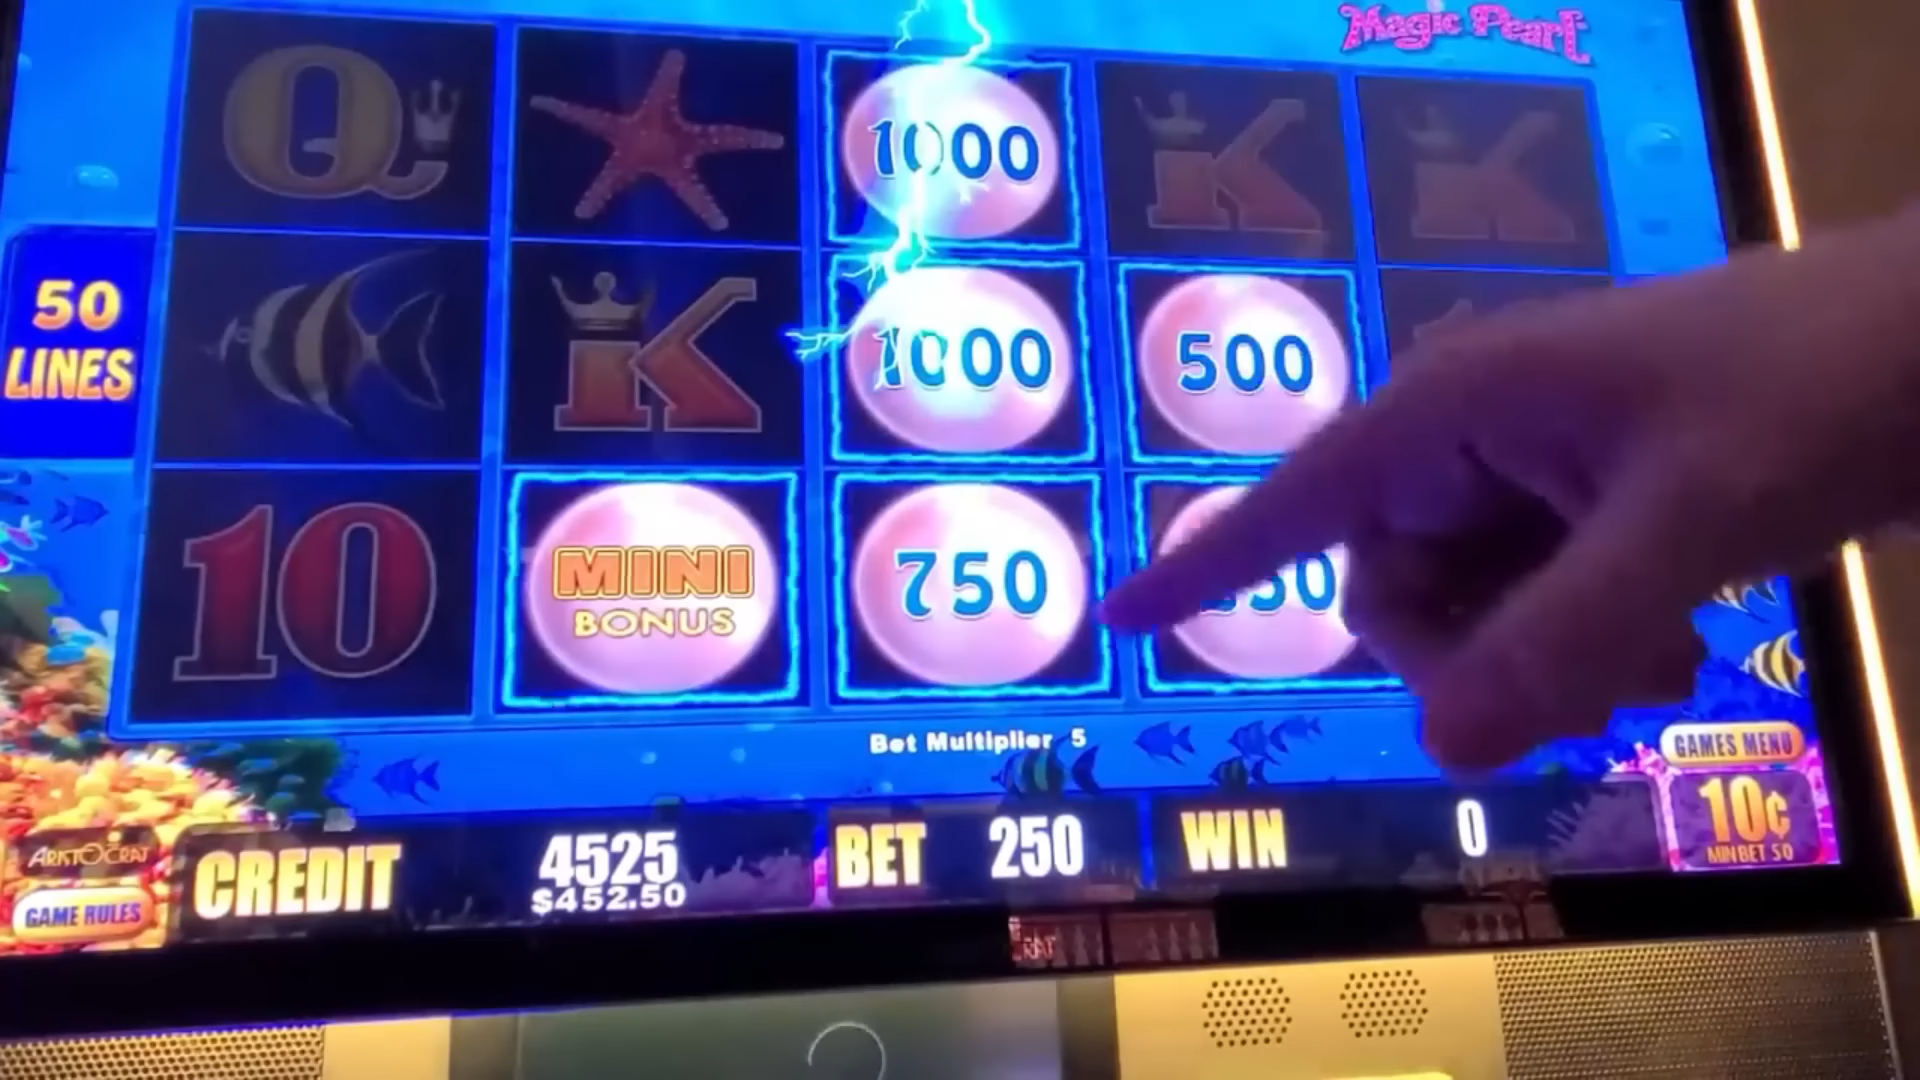 Magic Pearl
Q
1000
K
K
50
LINES
K
1000
500
10
MINI
BONUS
750
Bet Multiplier 5
GAMES MENU
ARISTOCRAT
GAME RULES
CREDIT
4525
$452.50
BET
250
WIN
0
10¢
MIN BET 50